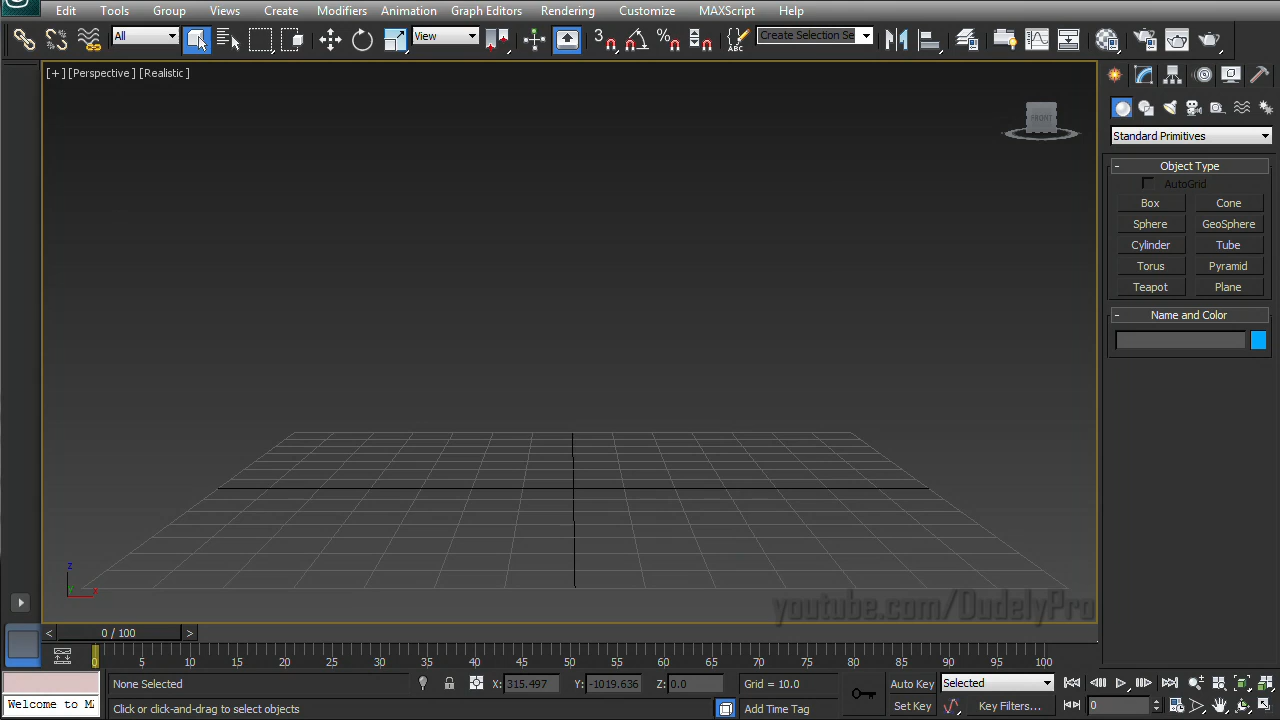 Edit Tools Group Views Create Modifiers Animation Graph Editors Rendering Customize MAXScript Help
All View 3 % ABC Create Selection Se
[+] [Perspective] [Realistic]
FRONT
Standard Primitives
- Object Type
AutoGrid
Box Cone
Sphere GeoSphere
Cylinder Tube
Torus Pyramid
Teapot Plane
- Name and Color
z
y x
youtube.com/DudelyPro
< 0 / 100 >
0 5 10 15 20 25 30 35 40 45 50 55 60 65 70 75 80 85 90 95 100
None Selected X: 315.497 Y: -1019.636 Z: 0.0 Grid = 10.0 Auto Key Selected
Welcome to Click or click-and-drag to select objects Add Time Tag Set Key Key Filters... 0